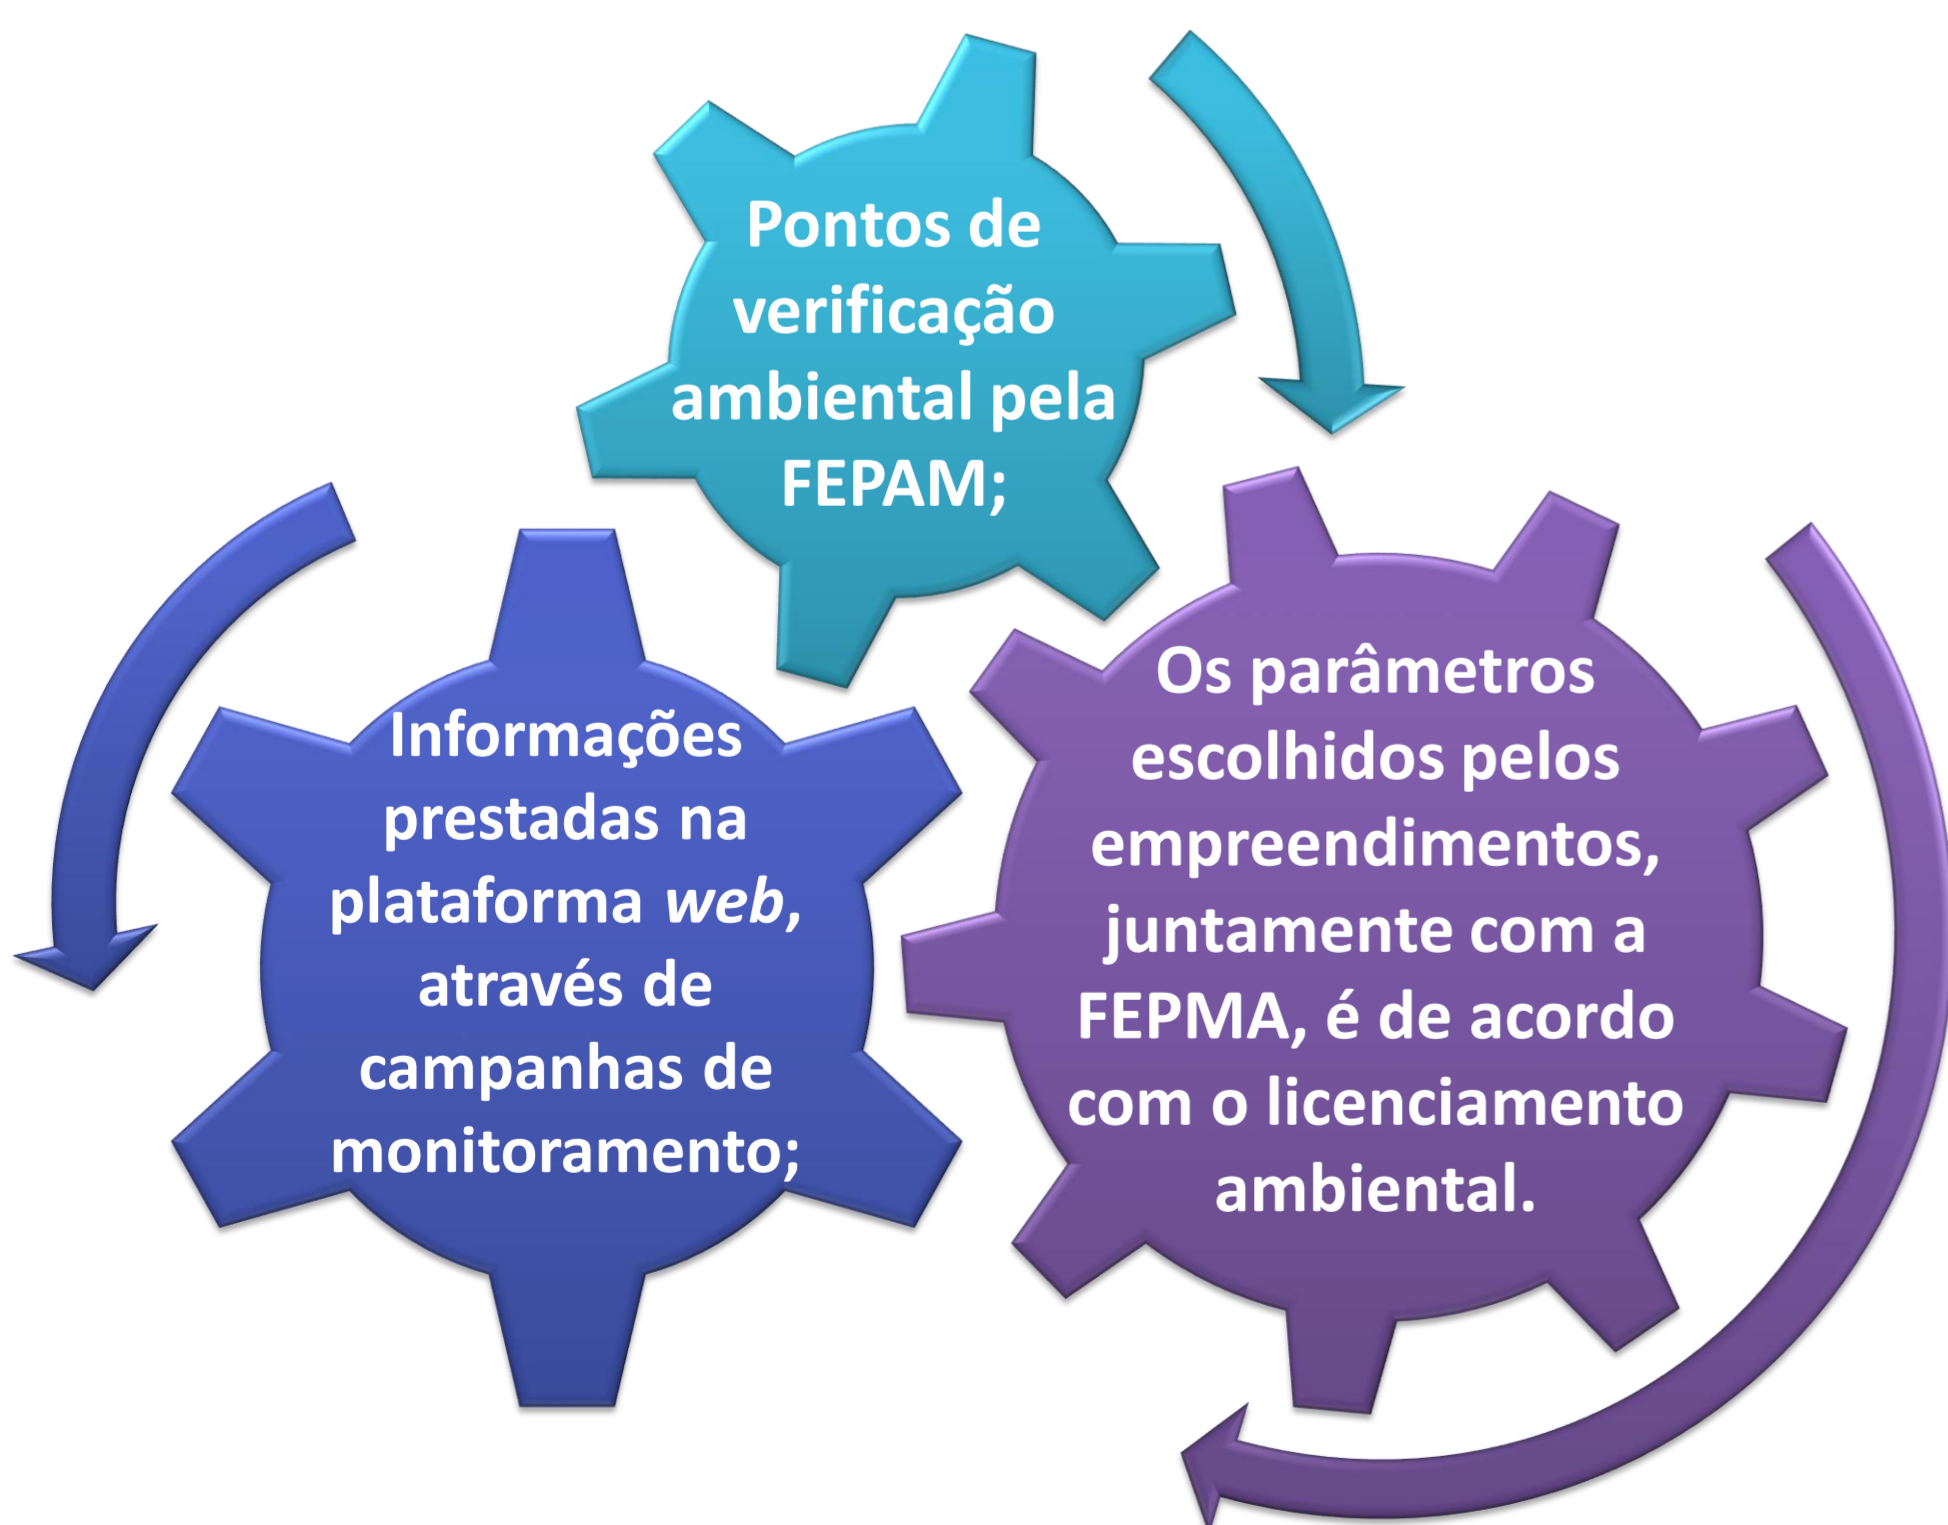 Pontos de
verificação
ambiental pela
FEPAM;
Informações
prestadas na
plataforma web,
através de
campanhas de
monitoramento;
Os parâmetros
escolhidos pelos
empreendimentos,
juntamente com a
FEPMA, é de acordo
com o licenciamento
ambiental.